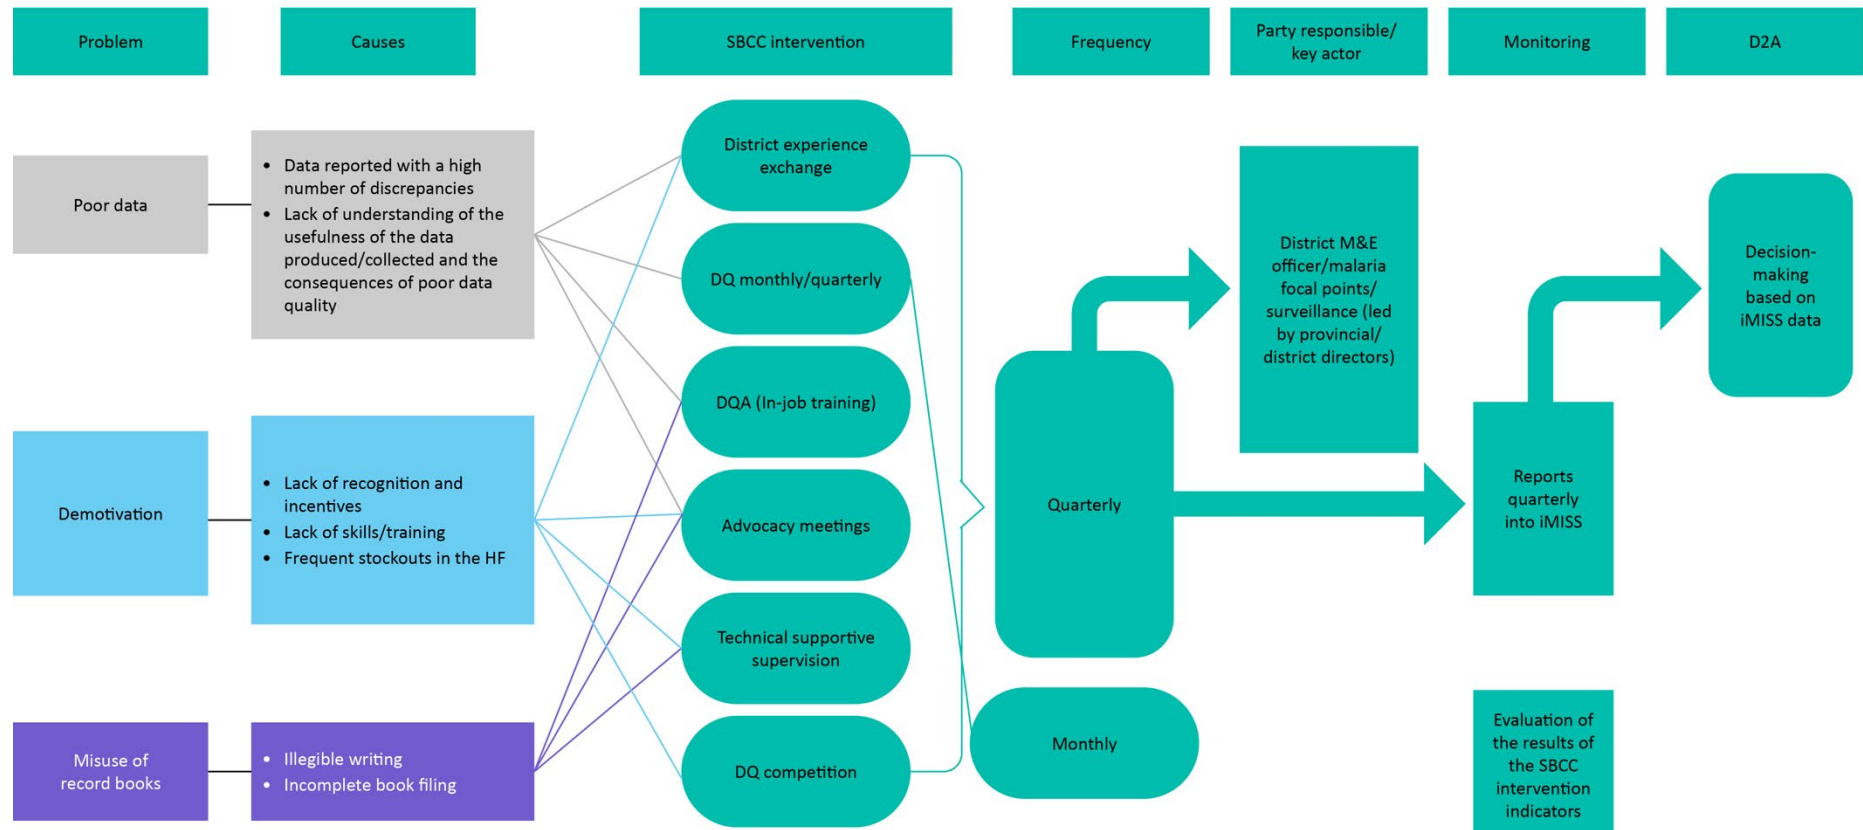 Problem
Causes
SBCC intervention
Frequency
Party responsible/
key actor
Monitoring
D2A
Poor data
• Data reported with a high
number of discrepancies
• Lack of understanding of the
usefulness of the data
produced/collected and the
consequences of poor data
quality
Demotivation
• Lack of recognition and
incentives
• Lack of skills/training
• Frequent stockouts in the HF
Misuse of
record books
• Illegible writing
• Incomplete book filing
District experience
exchange
DQ monthly/quarterly
DQA (In-job training)
Advocacy meetings
Technical supportive
supervision
DQ competition
Quarterly
Monthly
District M&E
officer/malaria
focal points/
surveillance (led
by provincial/
district directors)
Reports
quarterly
into iMISS
Evaluation of
the results of
the SBCC
intervention
indicators
Decision-
making
based on
iMISS data